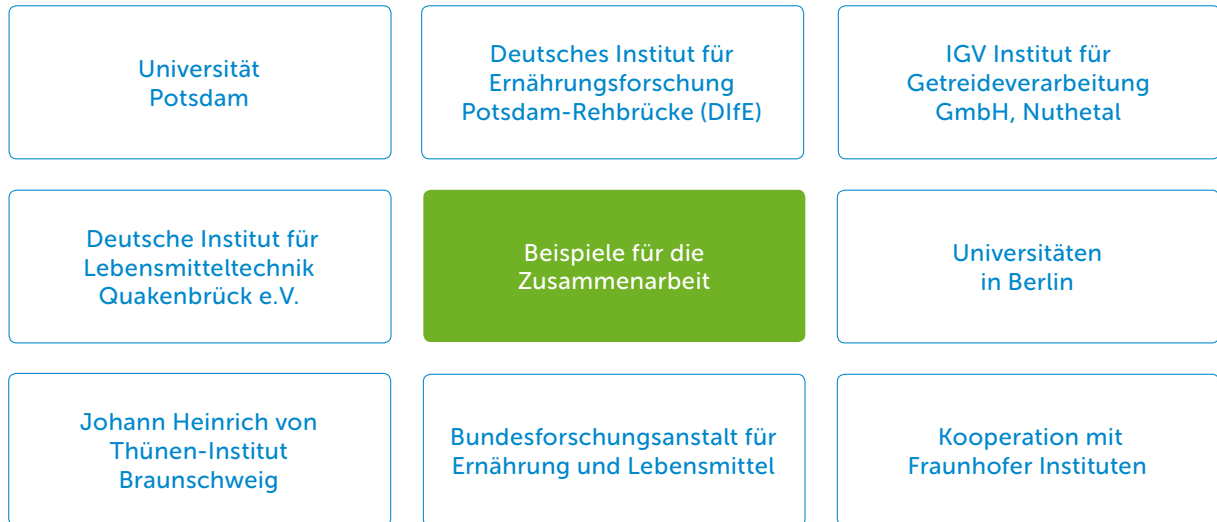 Universität
Potsdam
Deutsches Institut für
Ernährungsforschung
Potsdam-Rehbrücke (DIfE)
IGV Institut für
Getreideverarbeitung
GmbH, Nuthetal
Deutsche Institut für
Lebensmitteltechnik
Quakenbrück e.V.
Beispiele für die
Zusammenarbeit
Universitäten
in Berlin
Johann Heinrich von
Thünen-Institut
Braunschweig
Bundesforschungsanstalt für
Ernährung und Lebensmittel
Kooperation mit
Fraunhofer Instituten